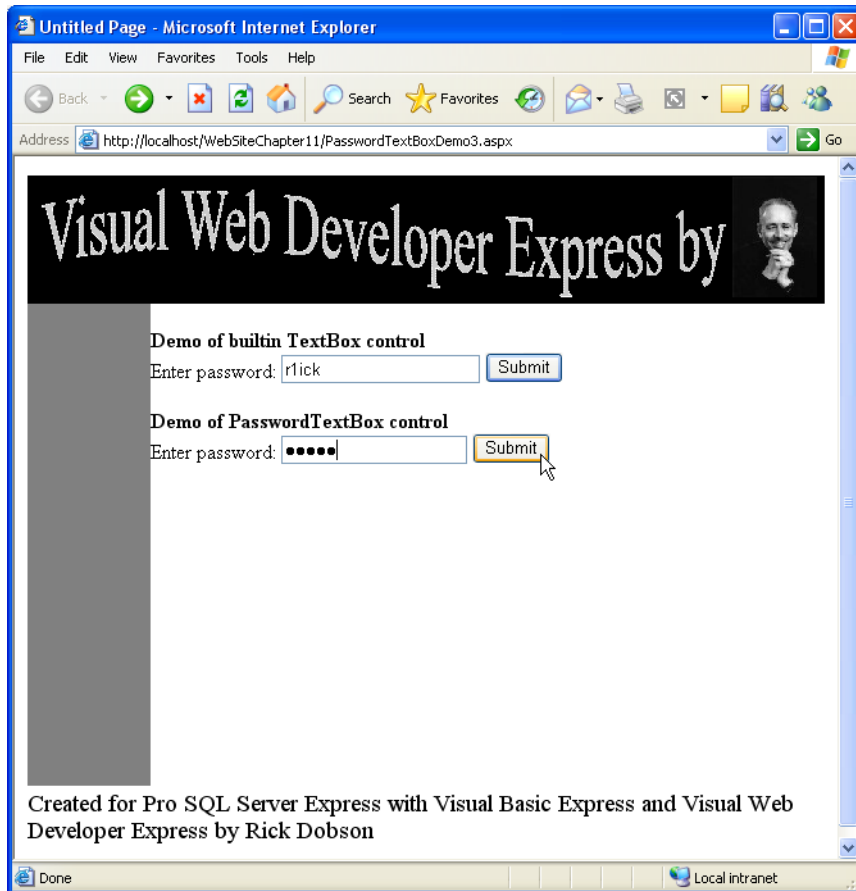 Untitled Page - Microsoft Internet Explorer
File Edit View Favorites Tools Help
Back Search Favorites
Address http://localhost/WebSiteChapter11/PasswordTextBoxDemo3.aspx Go
Visual Web Developer Express by
Demo of builtin TextBox control
Enter password: r1ick Submit
Demo of PasswordTextBox control
Enter password: ●●●●● Submit
Created for Pro SQL Server Express with Visual Basic Express and Visual Web
Developer Express by Rick Dobson
Done Local intranet